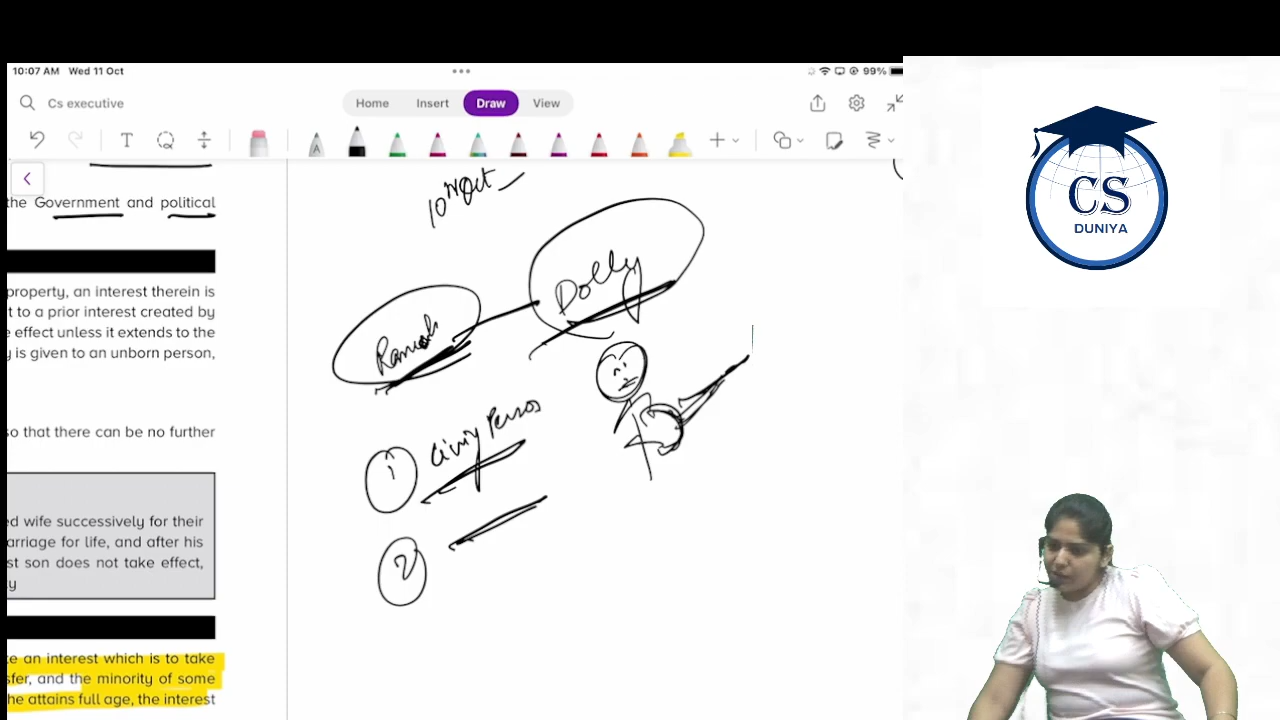 10:07 AM Wed 11 Oct
99%
Cs executive
Home Insert Draw View
the Government and political
10th Oct
property, an interest therein is
t to a prior interest created by
e effect unless it extends to the
y is given to an unborn person,
so that there can be no further
ed wife successively for their
arriage for life, and after his
st son does not take effect,
ty
ke an interest which is to take
sfer, and the minority of some
he attains full age, the interest
Dolly
Ramesh
1 living Person
2
CS
DUNIYA